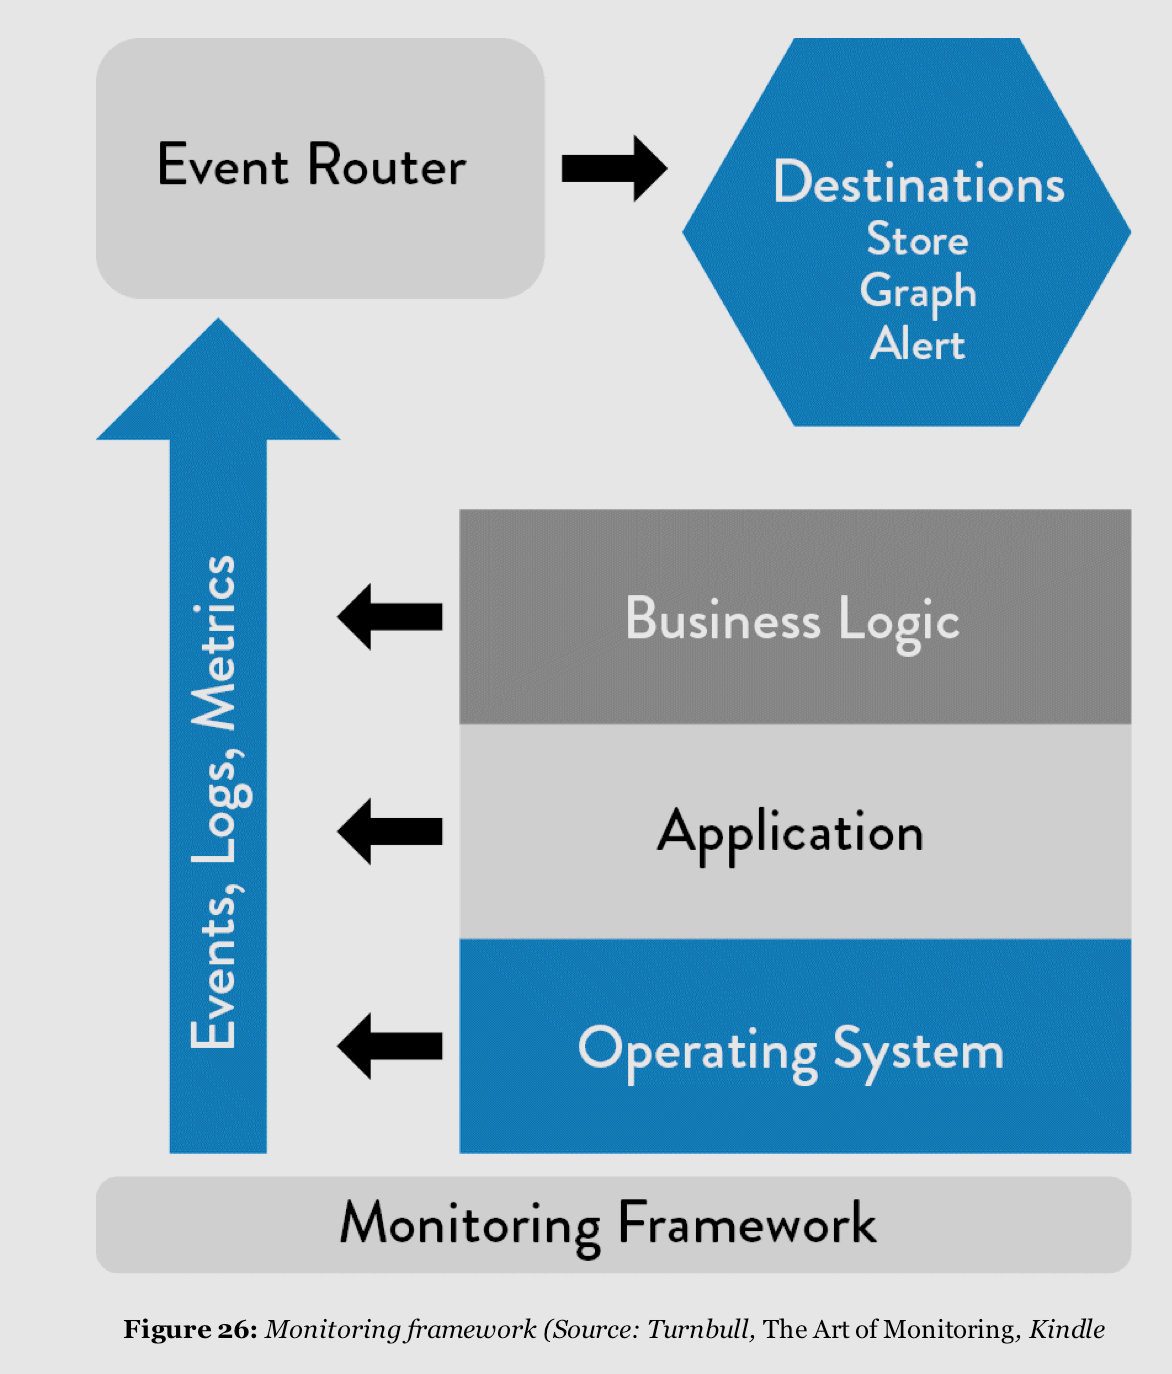 Event Router
Destinations
Store
Graph
Alert
Events, Logs, Metrics
Business Logic
Application
Operating System
Monitoring Framework
Figure 26: Monitoring framework (Source: Turnbull, The Art of Monitoring, Kindle